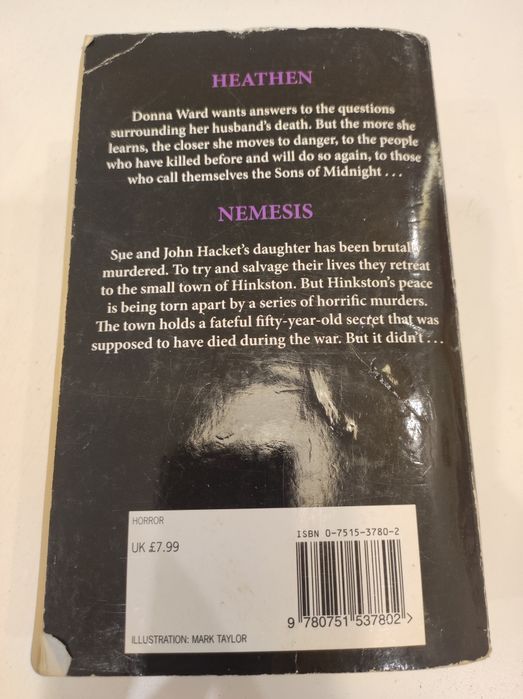 HEATHEN
Donna Ward wants answers to the questions
surrounding her husband's death. But the more she
learns, the closer she moves to danger, to the people
who have killed before and will do so again, to those
who call themselves the Sons of Midnight . . .
NEMESIS
Sue and John Hacket's daughter has been brutally
murdered. To try and salvage their lives they retreat
to the small town of Hinkston. But Hinkston's peace
is being torn apart by a series of horrific murders.
The town holds a fateful fifty-year-old secret that was
supposed to have died during the war. But it didn't . . .
HORROR
UK £7.99
ISBN 0-7515-3780-2
9 780751 537802 >
ILLUSTRATION: MARK TAYLOR